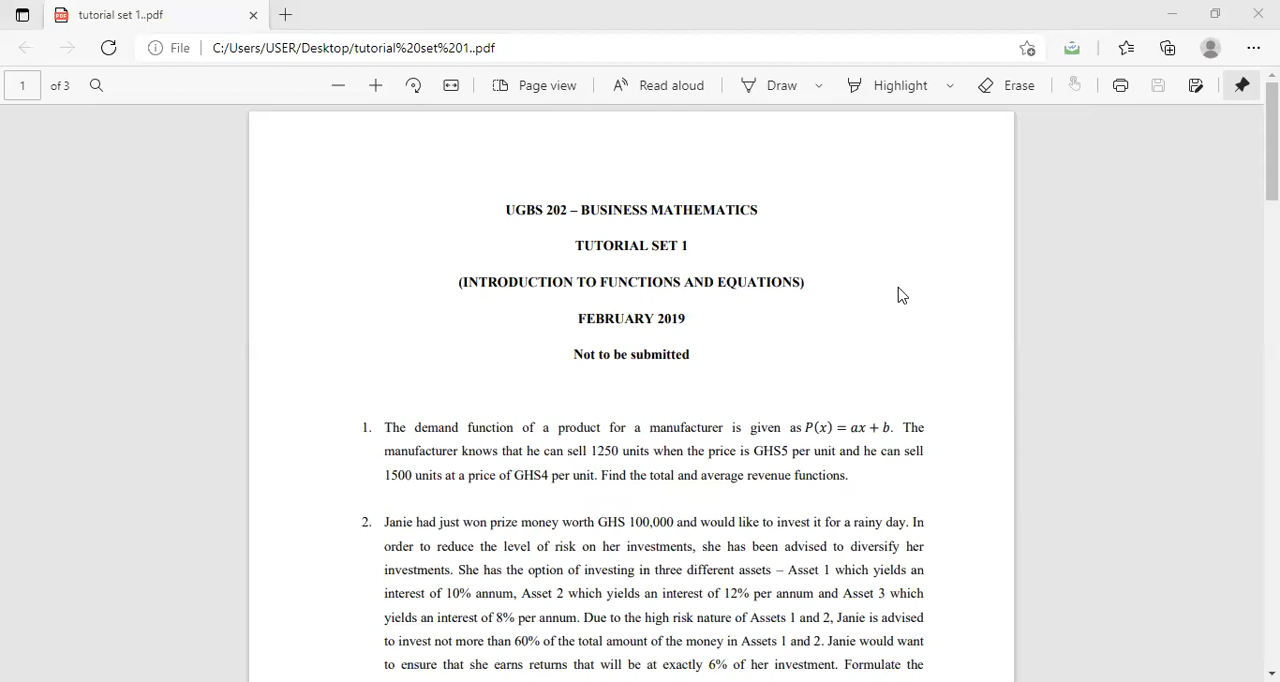 tutorial set 1..pdf
File C:/Users/USER/Desktop/tutorial%20set%201..pdf
1 of 3 Page view Read aloud Draw Highlight Erase
UGBS 202 – BUSINESS MATHEMATICS
TUTORIAL SET 1
(INTRODUCTION TO FUNCTIONS AND EQUATIONS)
FEBRUARY 2019
Not to be submitted
1. The demand function of a product for a manufacturer is given as P(x) = ax + b. The
manufacturer knows that he can sell 1250 units when the price is GHS5 per unit and he can sell
1500 units at a price of GHS4 per unit. Find the total and average revenue functions.
2. Janie had just won prize money worth GHS 100,000 and would like to invest it for a rainy day. In
order to reduce the level of risk on her investments, she has been advised to diversify her
investments. She has the option of investing in three different assets – Asset 1 which yields an
interest of 10% annum, Asset 2 which yields an interest of 12% per annum and Asset 3 which
yields an interest of 8% per annum. Due to the high risk nature of Assets 1 and 2, Janie is advised
to invest not more than 60% of the total amount of the money in Assets 1 and 2. Janie would want
to ensure that she earns returns that will be at exactly 6% of her investment. Formulate the